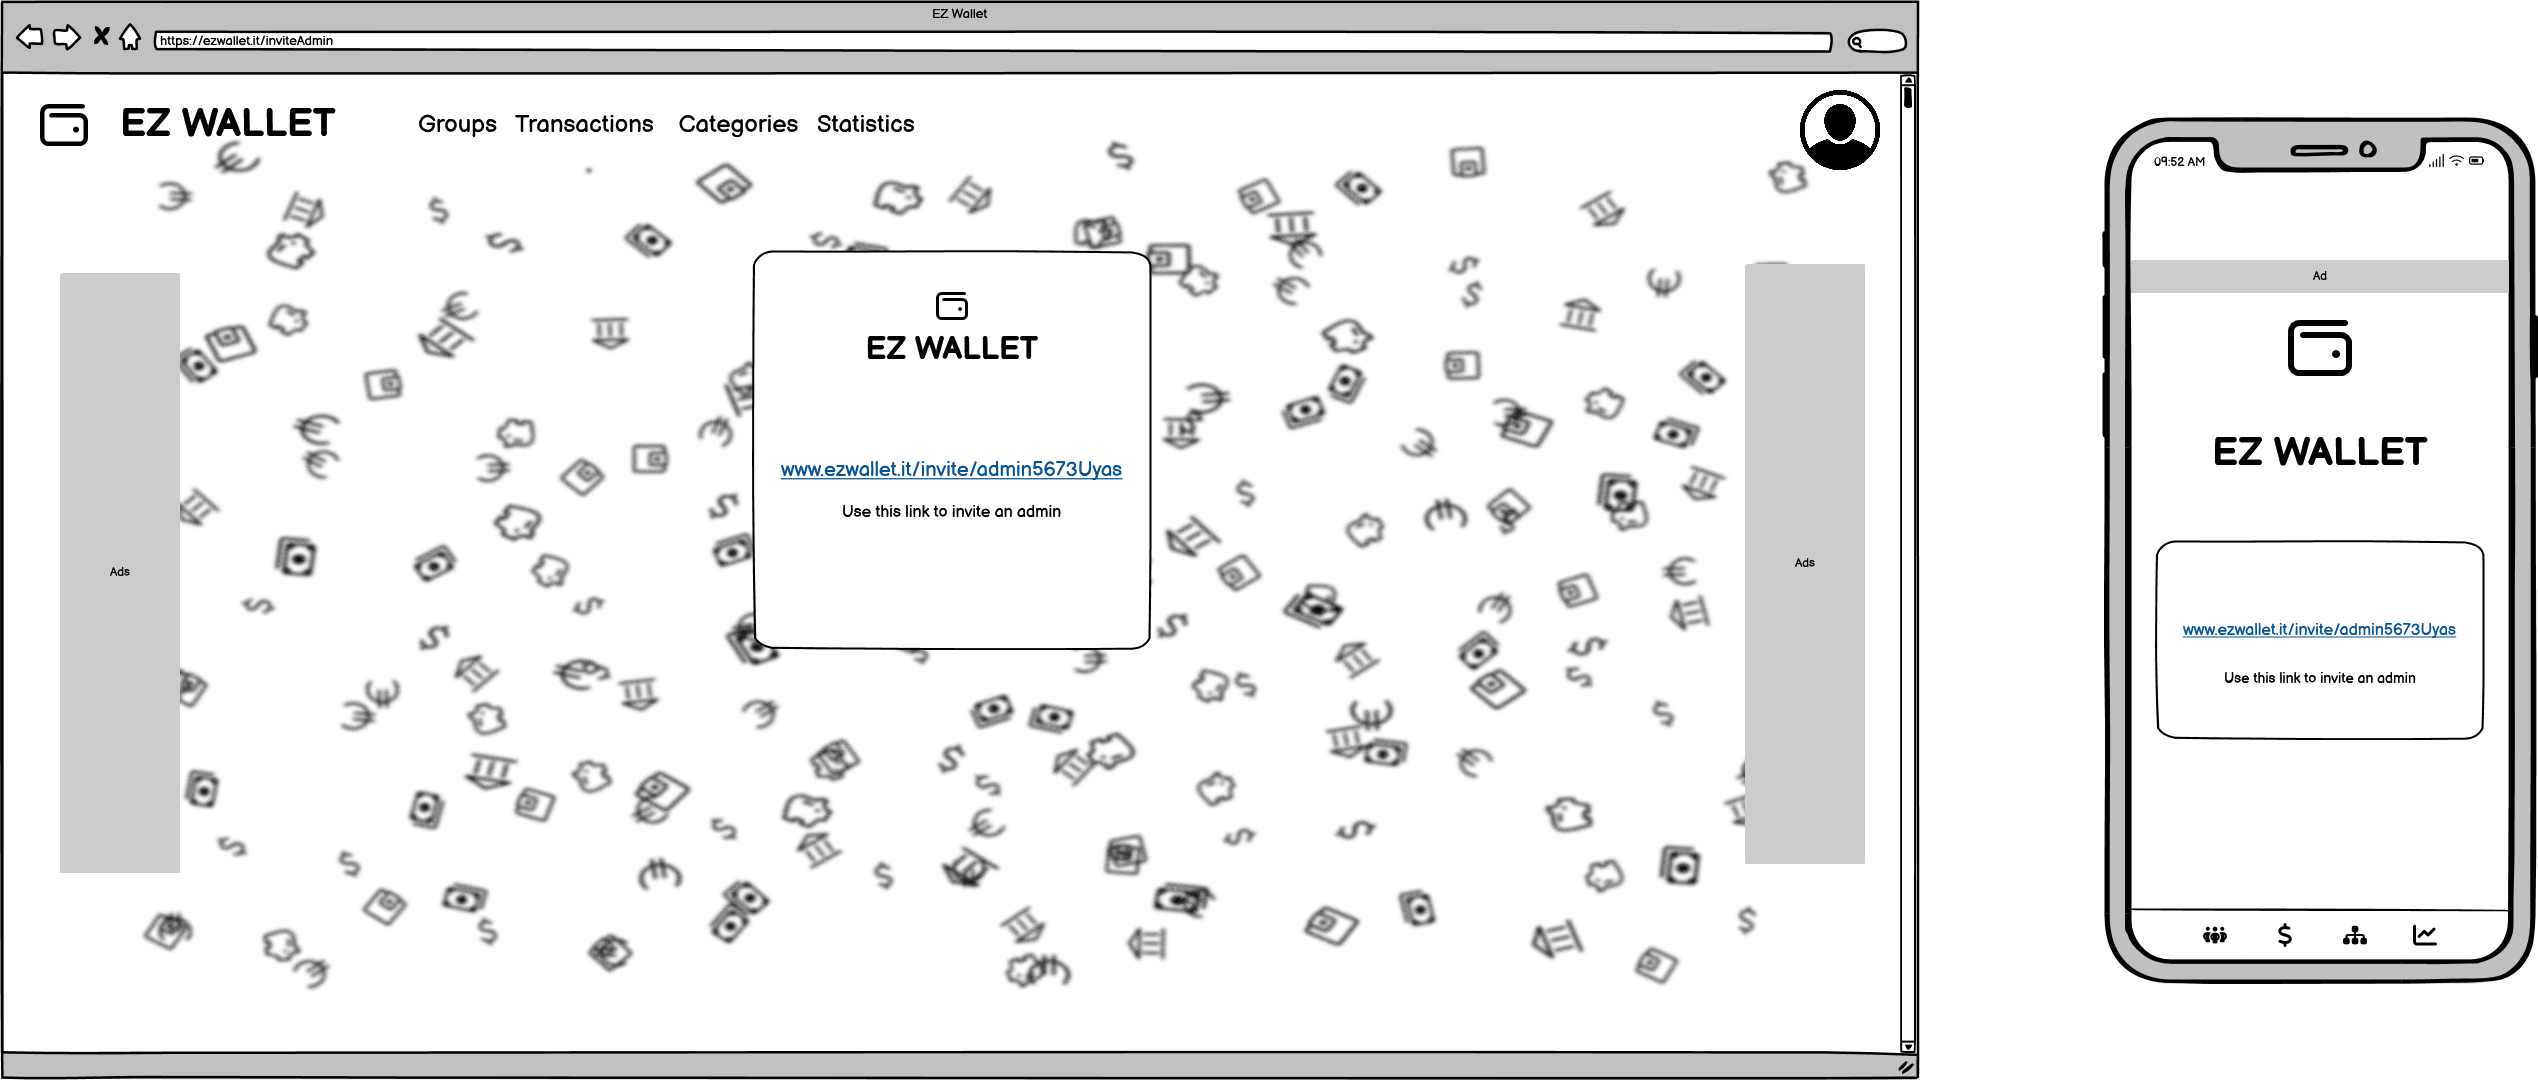 EZ Wallet
https://ezwallet.it/inviteAdmin
EZ WALLET
Groups Transactions Categories Statistics
EZ WALLET
www.ezwallet.it/invite/admin5673Uyas
Use this link to invite an admin
Ads
Ads
09:52 AM
Ad
EZ WALLET
www.ezwallet.it/invite/admin5673Uyas
Use this link to invite an admin